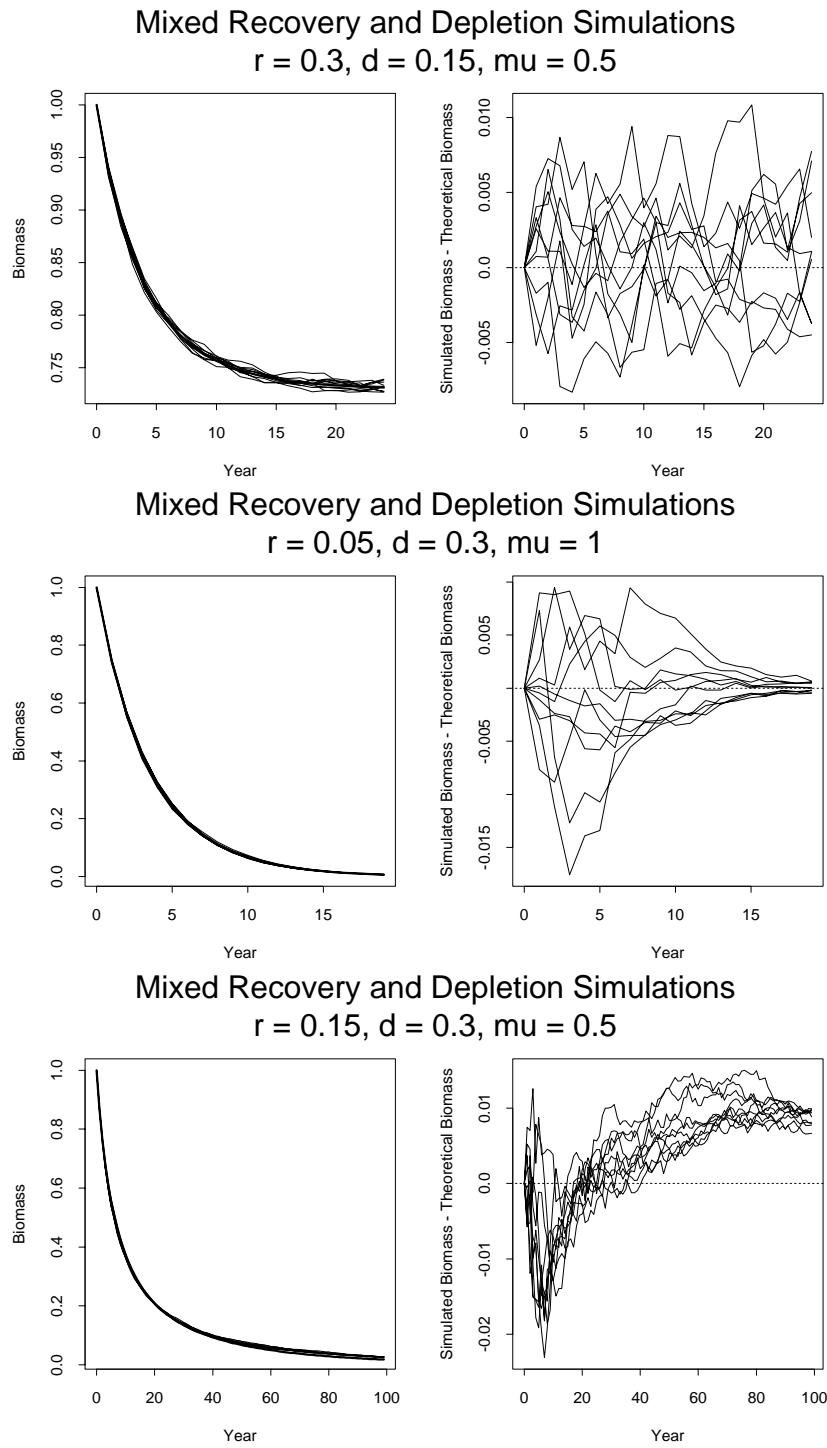 Mixed Recovery and Depletion Simulations
r = 0.3, d = 0.15, mu = 0.5
Biomass
1.00
0.95
0.90
0.85
0.80
0.75
0 5 10 15 20
Year
Simulated Biomass - Theoretical Biomass
0.010
0.005
0.0
-0.005
0 5 10 15 20
Year
Mixed Recovery and Depletion Simulations
r = 0.05, d = 0.3, mu = 1
Biomass
1.0
0.8
0.6
0.4
0.2
0.0
0 5 10 15
Year
Simulated Biomass - Theoretical Biomass
0.005
-0.005
-0.015
0 5 10 15
Year
Mixed Recovery and Depletion Simulations
r = 0.15, d = 0.3, mu = 0.5
Biomass
1.0
0.8
0.6
0.4
0.2
0.0
0 20 40 60 80 100
Year
Simulated Biomass - Theoretical Biomass
0.01
0.0
-0.01
-0.02
0 20 40 60 80 100
Year